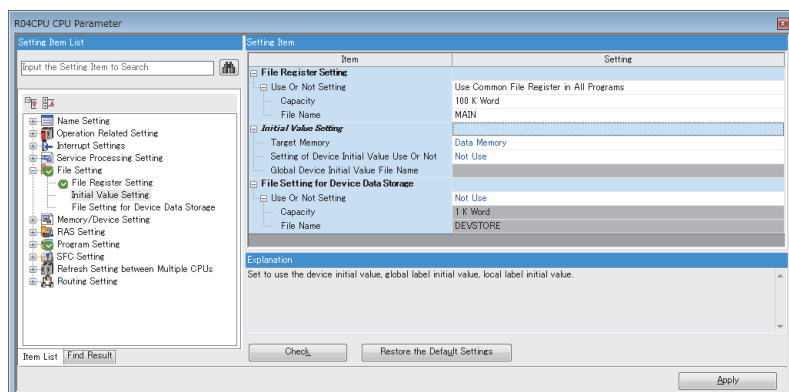 R04CPU CPU Parameter
Setting Item List
Input the Setting Item to Search
Name Setting
Operation Related Setting
Interrupt Settings
Service Processing Setting
File Setting
File Register Setting
Initial Value Setting
File Setting for Device Data Storage
Memory/Device Setting
RAS Setting
Program Setting
SFC Setting
Refresh Setting between Multiple CPUs
Routing Setting
Item List Find Result
Setting Item
Item Setting
File Register Setting
Use Or Not Setting Use Common File Register in All Programs
Capacity 100 K Word
File Name MAIN
Initial Value Setting
Target Memory Data Memory
Setting of Device Initial Value Use Or Not Not Use
Global Device Initial Value File Name
File Setting for Device Data Storage
Use Or Not Setting Not Use
Capacity 1 K Word
File Name DEVSTORE
Explanation
Set to use the device initial value, global label initial value, local label initial value.
Check Restore the Default Settings
Apply